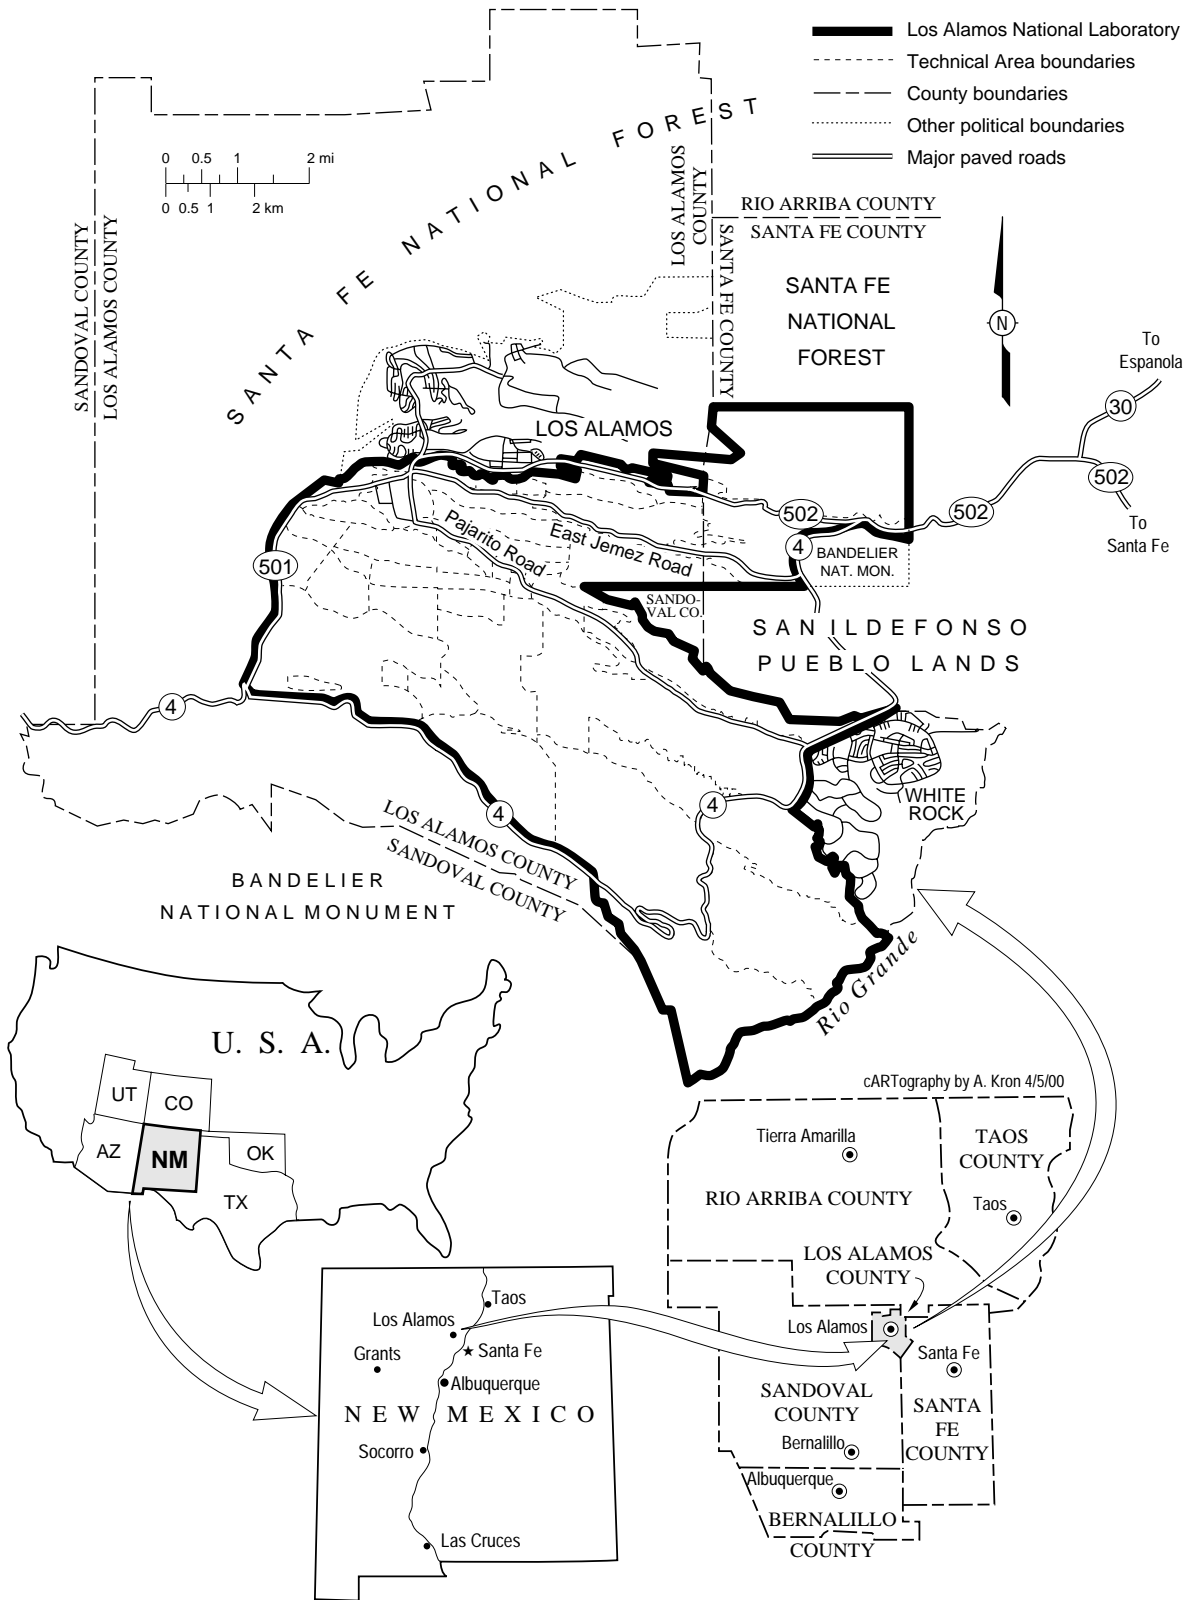 Los Alamos National Laboratory
Technical Area boundaries
County boundaries
Other political boundaries
Major paved roads
0 0.5 1 2 mi
0 0.5 1 2 km
SANTA FE NATIONAL FOREST
LOS ALAMOS
COUNTY
RIO ARRIBA COUNTY
SANTA FE COUNTY
SANTA FE COUNTY
SANDOVAL COUNTY
LOS ALAMOS COUNTY
SANTA FE
NATIONAL
FOREST
N
To
Espanola
30
LOS ALAMOS
502
502
502
To
Santa Fe
Pajarito Road
East Jemez Road
4
BANDELIER
NAT. MON.
501
SANDO-
VAL CO.
SAN ILDEFONSO
PUEBLO LANDS
4
WHITE
ROCK
4
4
LOS ALAMOS COUNTY
SANDOVAL COUNTY
BANDELIER
NATIONAL MONUMENT
Rio Grande
U. S. A.
UT
CO
AZ
NM
OK
TX
cARTography by A. Kron 4/5/00
Tierra Amarilla
TAOS
COUNTY
RIO ARRIBA COUNTY
Taos
LOS ALAMOS
COUNTY
Los Alamos
Santa Fe
SANDOVAL
COUNTY
SANTA
FE
COUNTY
Bernalillo
Albuquerque
BERNALILLO
COUNTY
Taos
Los Alamos
Santa Fe
Grants
Albuquerque
NEW MEXICO
Socorro
Las Cruces